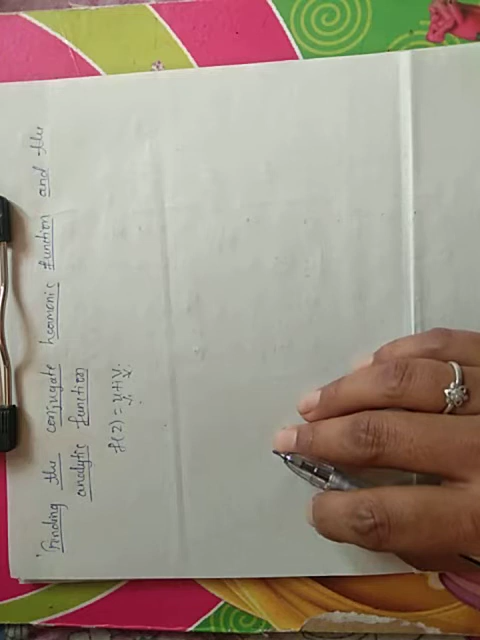 Finding the conjugate harmonic function and the
analytic function
f(z) = u+iv.